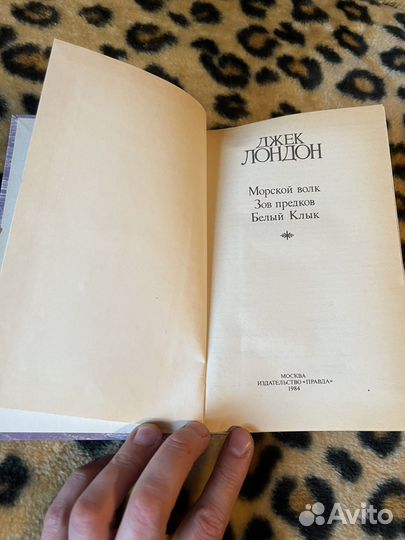 ДЖЕК
ЛОНДОН
Морской волк
Зов предков
Белый Клык
МОСКВА
ИЗДАТЕЛЬСТВО «ПРАВДА»
1984
Avito